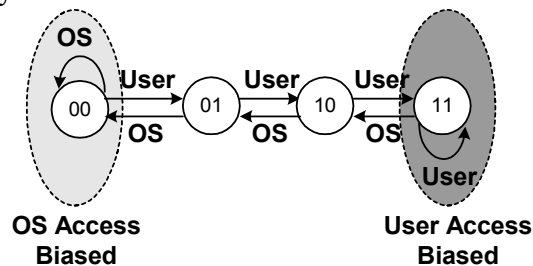 OS
User User User
00 01 10 11
OS OS OS
User
OS Access
Biased
User Access
Biased